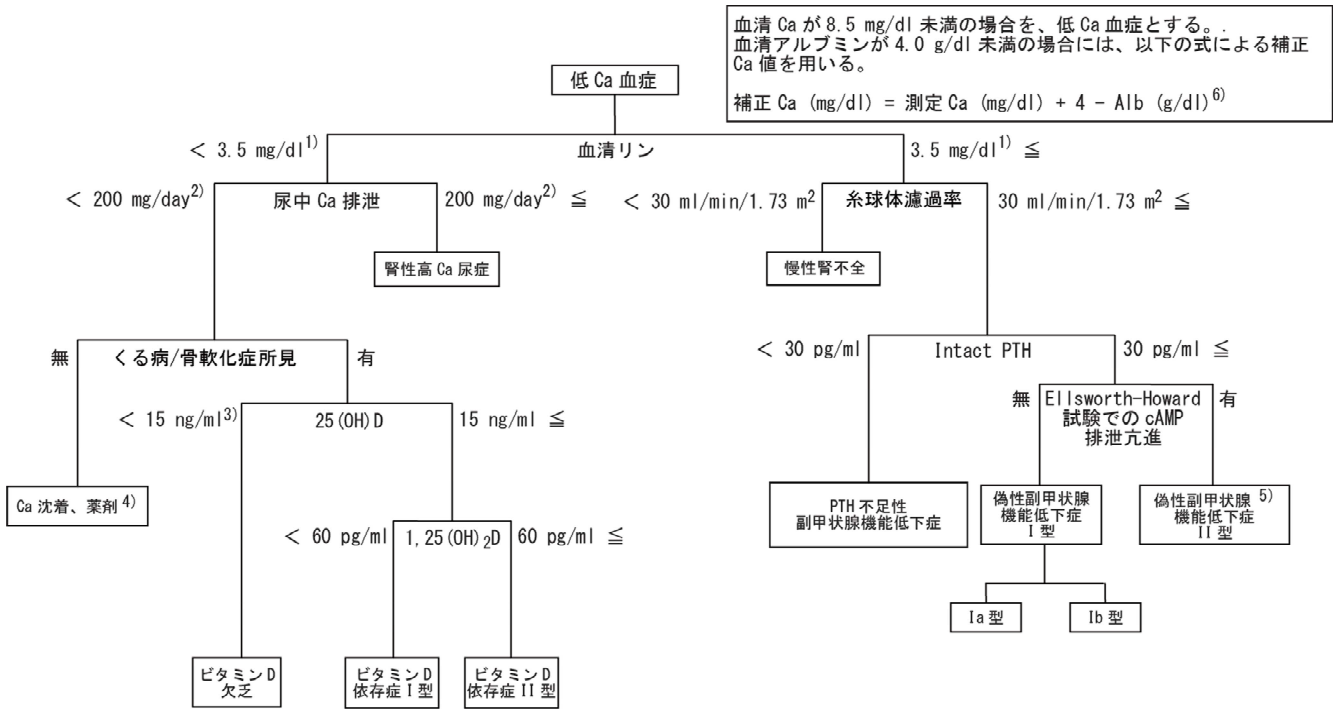 血清 Ca が 8.5 mg/dl 未満の場合を、低 Ca 血症とする。.
血清アルブミンが 4.0 g/dl 未満の場合には、以下の式による補正
Ca 値を用いる。
補正 Ca (mg/dl) = 測定 Ca (mg/dl) + 4 - Alb (g/dl)6)
低 Ca 血症
< 3.5 mg/dl1) 血清リン 3.5 mg/dl1) ≦
< 200 mg/day2) 尿中 Ca 排泄 200 mg/day2) ≦ < 30 ml/min/1.73 m2 糸球体濾過率 30 ml/min/1.73 m2 ≦
腎性高 Ca 尿症 慢性腎不全
無 くる病/骨軟化症所見 有 < 30 pg/ml Intact PTH 30 pg/ml ≦
< 15 ng/ml3) 25(OH)D 15 ng/ml ≦
無 Ellsworth-Howard 有
試験での cAMP
排泄亢進
Ca 沈着、薬剤 4)
PTH 不足性
副甲状腺機能低下症
偽性副甲状腺
機能低下症
I 型
偽性副甲状腺 5)
機能低下症
II 型
< 60 pg/ml 1,25(OH)2D 60 pg/ml ≦
Ia 型 Ib 型
ビタミン D
欠乏
ビタミン D
依存症 I 型
ビタミン D
依存症 II 型